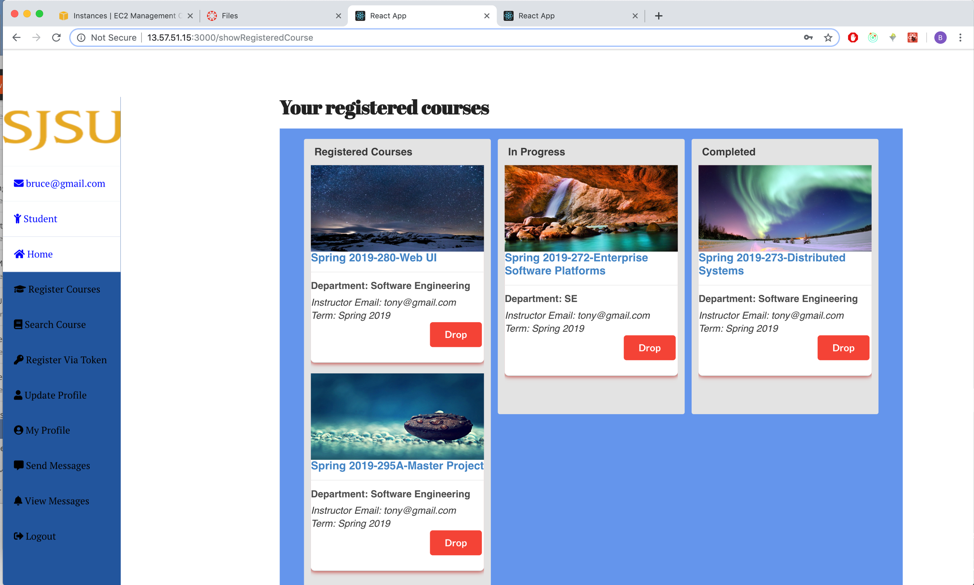 Instances | EC2 Management C
Files
React App
React App
Not Secure
13.57.51.15:3000/showRegisteredCourse
B
SJSU
bruce@gmail.com
Student
Home
Register Courses
Search Course
Register Via Token
Update Profile
My Profile
Send Messages
View Messages
Logout
Your registered courses
Registered Courses
Spring 2019-280-Web UI
Department: Software Engineering
Instructor Email: tony@gmail.com
Term: Spring 2019
Drop
Spring 2019-295A-Master Project
Department: Software Engineering
Instructor Email: tony@gmail.com
Term: Spring 2019
Drop
In Progress
Spring 2019-272-Enterprise
Software Platforms
Department: SE
Instructor Email: tony@gmail.com
Term: Spring 2019
Drop
Completed
Spring 2019-273-Distributed
Systems
Department: Software Engineering
Instructor Email: tony@gmail.com
Term: Spring 2019
Drop